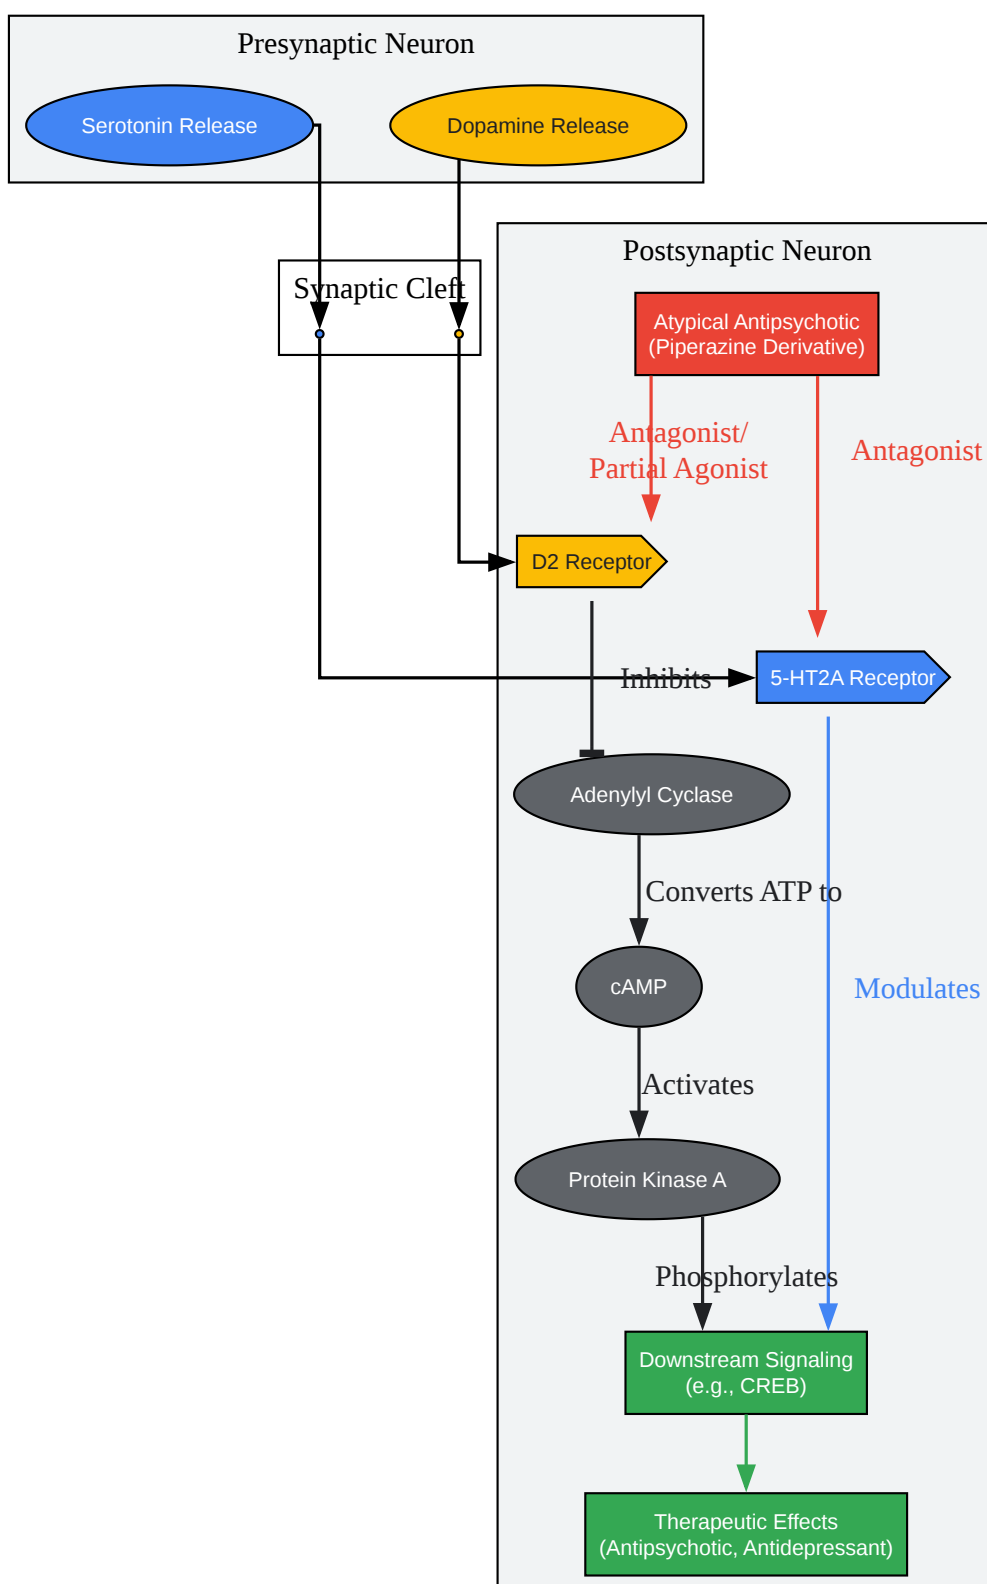 Presynaptic Neuron
Serotonin Release
Dopamine Release
Synaptic Cleft
Postsynaptic Neuron
Atypical Antipsychotic
(Piperazine Derivative)
Antagonist/
Partial Agonist
Antagonist
D2 Receptor
Inhibits
5-HT2A Receptor
Adenylyl Cyclase
Converts ATP to
cAMP
Modulates
Activates
Protein Kinase A
Phosphorylates
Downstream Signaling
(e.g., CREB)
Therapeutic Effects
(Antipsychotic, Antidepressant)